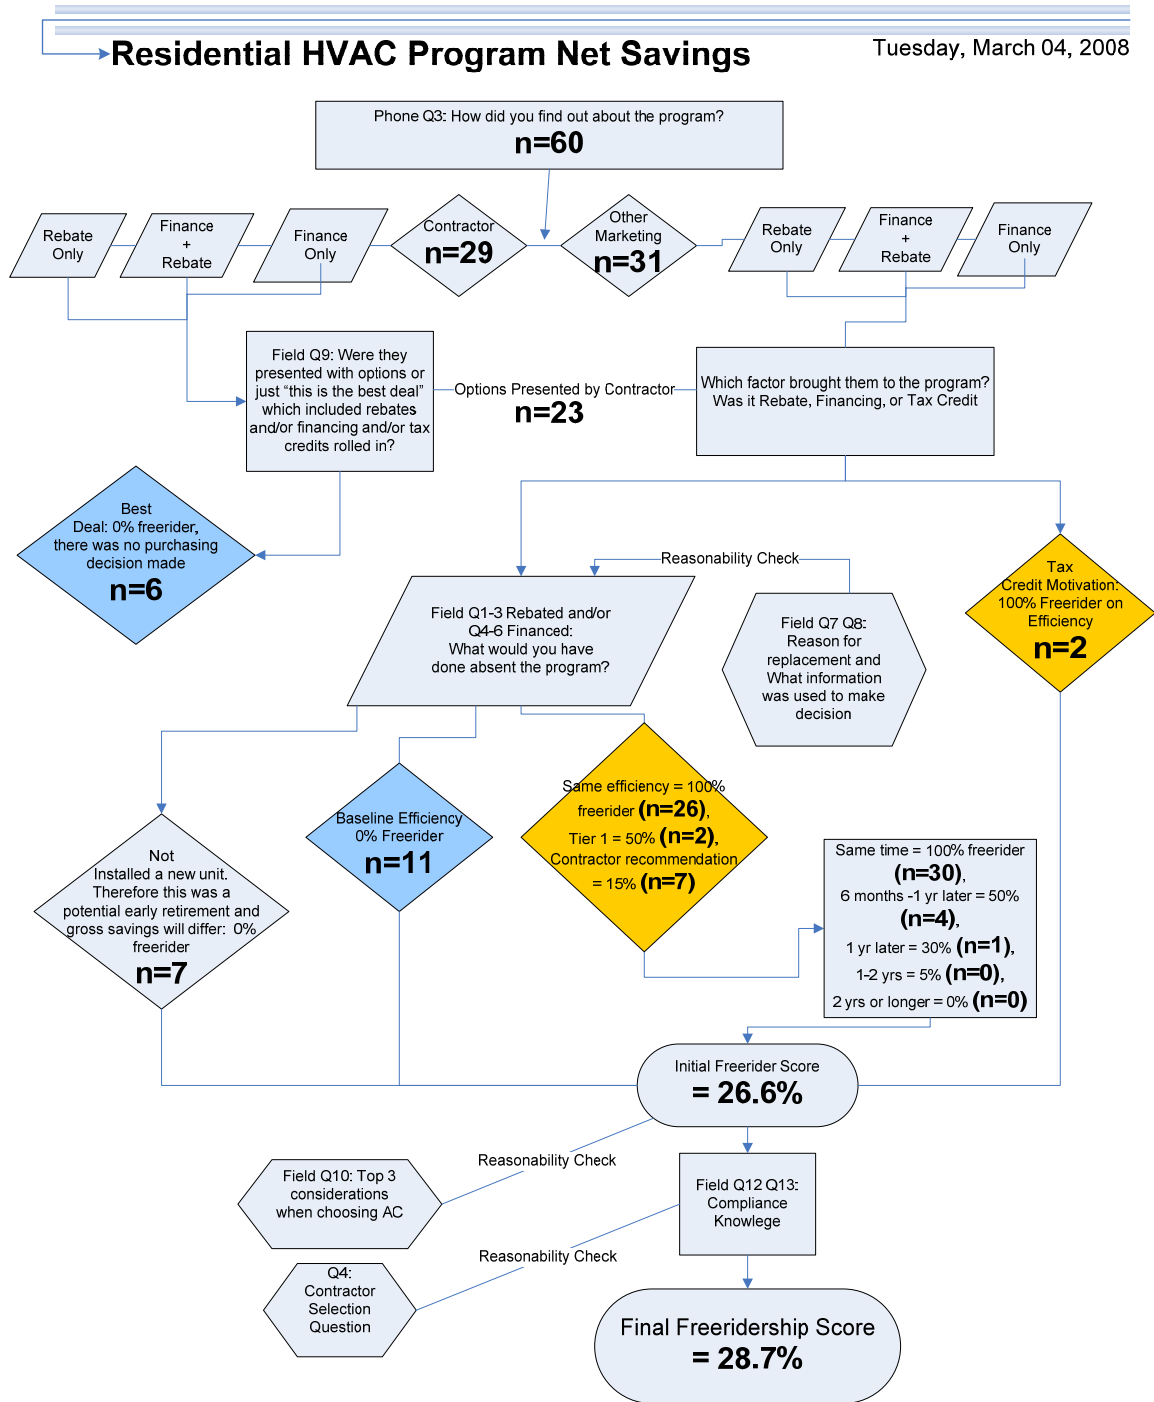 Residential HVAC Program Net Savings
Tuesday, March 04, 2008
Phone Q3: How did you find out about the program?
n=60
Rebate
Only
Finance
+
Rebate
Finance
Only
Contractor
n=29
Other
Marketing
n=31
Rebate
Only
Finance
+
Rebate
Finance
Only
Field Q9: Were they
presented with options or
just “this is the best deal”
which included rebates
and/or financing and/or tax
credits rolled in?
Options Presented by Contractor
n=23
Which factor brought them to the program?
Was it Rebate, Financing, or Tax Credit
Best
Deal: 0% freerider,
there was no purchasing
decision made
n=6
Reasonability Check
Tax
Credit Motivation:
100% Freerider on
Efficiency
n=2
Field Q1-3 Rebated and/or
Q4-6 Financed:
What would you have
done absent the program?
Field Q7 Q8:
Reason for
replacement and
What information
was used to make
decision
Not
Installed a new unit.
Therefore this was a
potential early retirement and
gross savings will differ: 0%
freerider
n=7
Baseline Efficiency
0% Freerider
n=11
Same efficiency = 100%
freerider (n=26),
Tier 1 = 50% (n=2),
Contractor recommendation
= 15% (n=7)
Same time = 100% freerider
(n=30),
6 months -1 yr later = 50%
(n=4),
1 yr later = 30% (n=1),
1-2 yrs = 5% (n=0),
2 yrs or longer = 0% (n=0)
Initial Freerider Score
= 26.6%
Reasonability Check
Field Q10: Top 3
considerations
when choosing AC
Field Q12 Q13:
Compliance
Knowlege
Reasonability Check
Q4:
Contractor
Selection
Question
Final Freeridership Score
= 28.7%